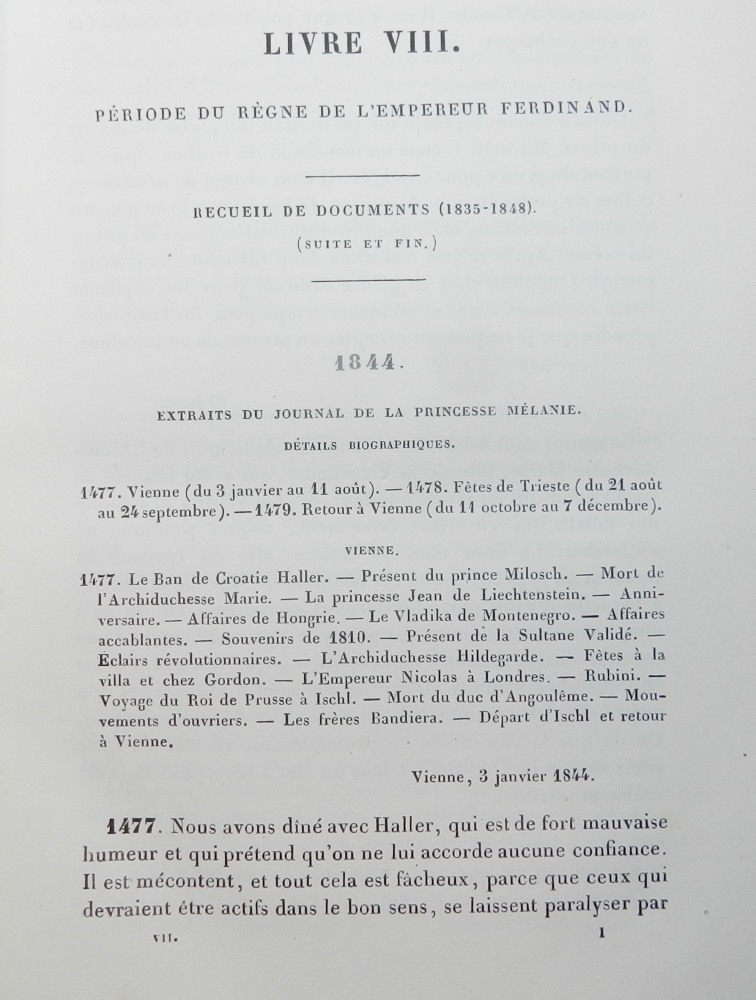 LIVRE VIII.
PÉRIODE DU RÈGNE DE L'EMPEREUR FERDINAND.
RECUEIL DE DOCUMENTS (1835-1848).
(SUITE ET FIN.)
1844.
EXTRAITS DU JOURNAL DE LA PRINCESSE MÉLANIE.
DÉTAILS BIOGRAPHIQUES.
1477. Vienne (du 3 janvier au 11 août). — 1478. Fêtes de Trieste (du 21 août
au 24 septembre). — 1479. Retour à Vienne (du 11 octobre au 7 décembre).
VIENNE.
1477. Le Ban de Croatie Haller. — Présent du prince Milosch. — Mort de
l'Archiduchesse Marie. — La princesse Jean de Liechtenstein. — Anni-
versaire. — Affaires de Hongrie. — Le Vladika de Montenegro. — Affaires
accablantes. — Souvenirs de 1810. — Présent de la Sultane Validé. —
Éclairs révolutionnaires. — L'Archiduchesse Hildegarde. — Fêtes à la
villa et chez Gordon. — L'Empereur Nicolas à Londres. — Rubini. —
Voyage du Roi de Prusse à Ischl. — Mort du duc d'Angoulême. — Mou-
vements d'ouvriers. — Les frères Bandiera. — Départ d'Ischl et retour
à Vienne.
Vienne, 3 janvier 1844.
1477. Nous avons dîné avec Haller, qui est de fort mauvaise
humeur et qui prétend qu'on ne lui accorde aucune confiance.
Il est mécontent, et tout cela est fâcheux, parce que ceux qui
devraient être actifs dans le bon sens, se laissent paralyser par
VII. 1